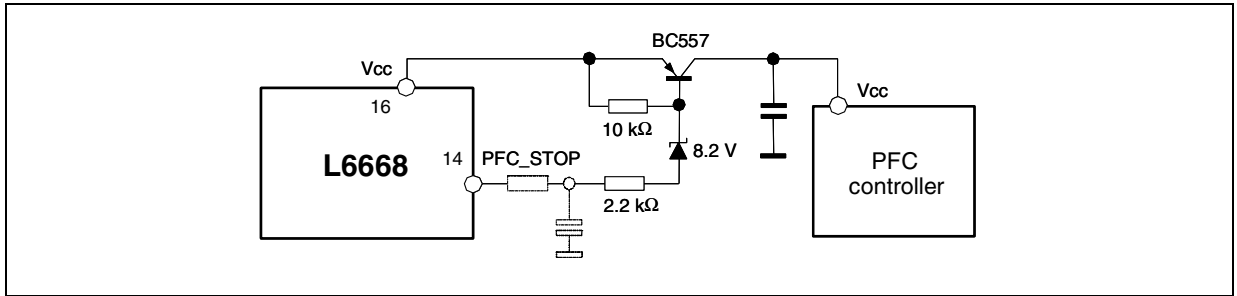 BC557
Vcc
16
Vcc
10 kΩ
8.2 V
14
PFC_STOP
L6668
PFC
controller
2.2 kΩ